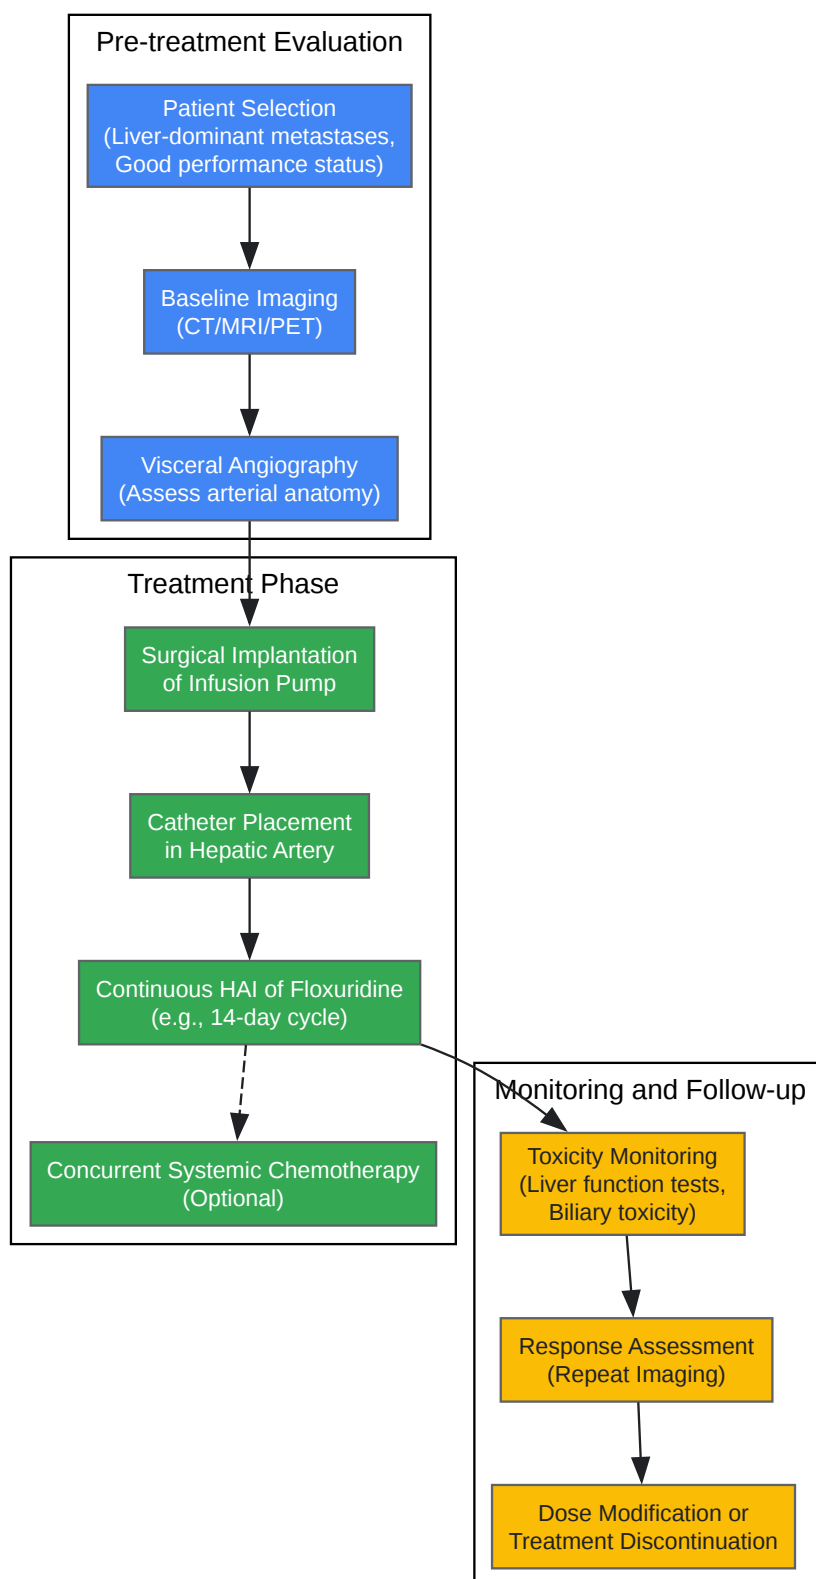 Pre-treatment Evaluation
Patient Selection
(Liver-dominant metastases,
Good performance status)
Baseline Imaging
(CT/MRI/PET)
Visceral Angiography
(Assess arterial anatomy)
Treatment Phase
Surgical Implantation
of Infusion Pump
Catheter Placement
in Hepatic Artery
Continuous HAI of Floxuridine
(e.g., 14-day cycle)
Concurrent Systemic Chemotherapy
(Optional)
Monitoring and Follow-up
Toxicity Monitoring
(Liver function tests,
Biliary toxicity)
Response Assessment
(Repeat Imaging)
Dose Modification or
Treatment Discontinuation